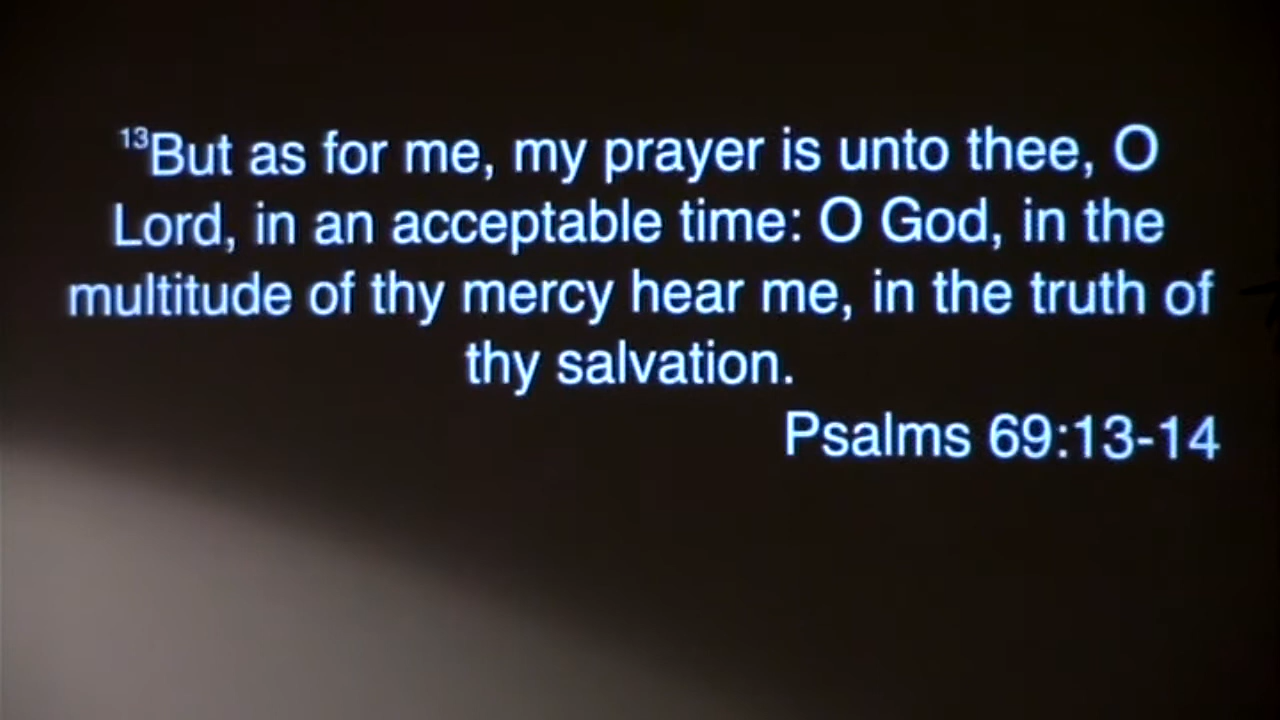 ¹³But as for me, my prayer is unto thee, O
Lord, in an acceptable time: O God, in the
multitude of thy mercy hear me, in the truth of
thy salvation.
Psalms 69:13-14